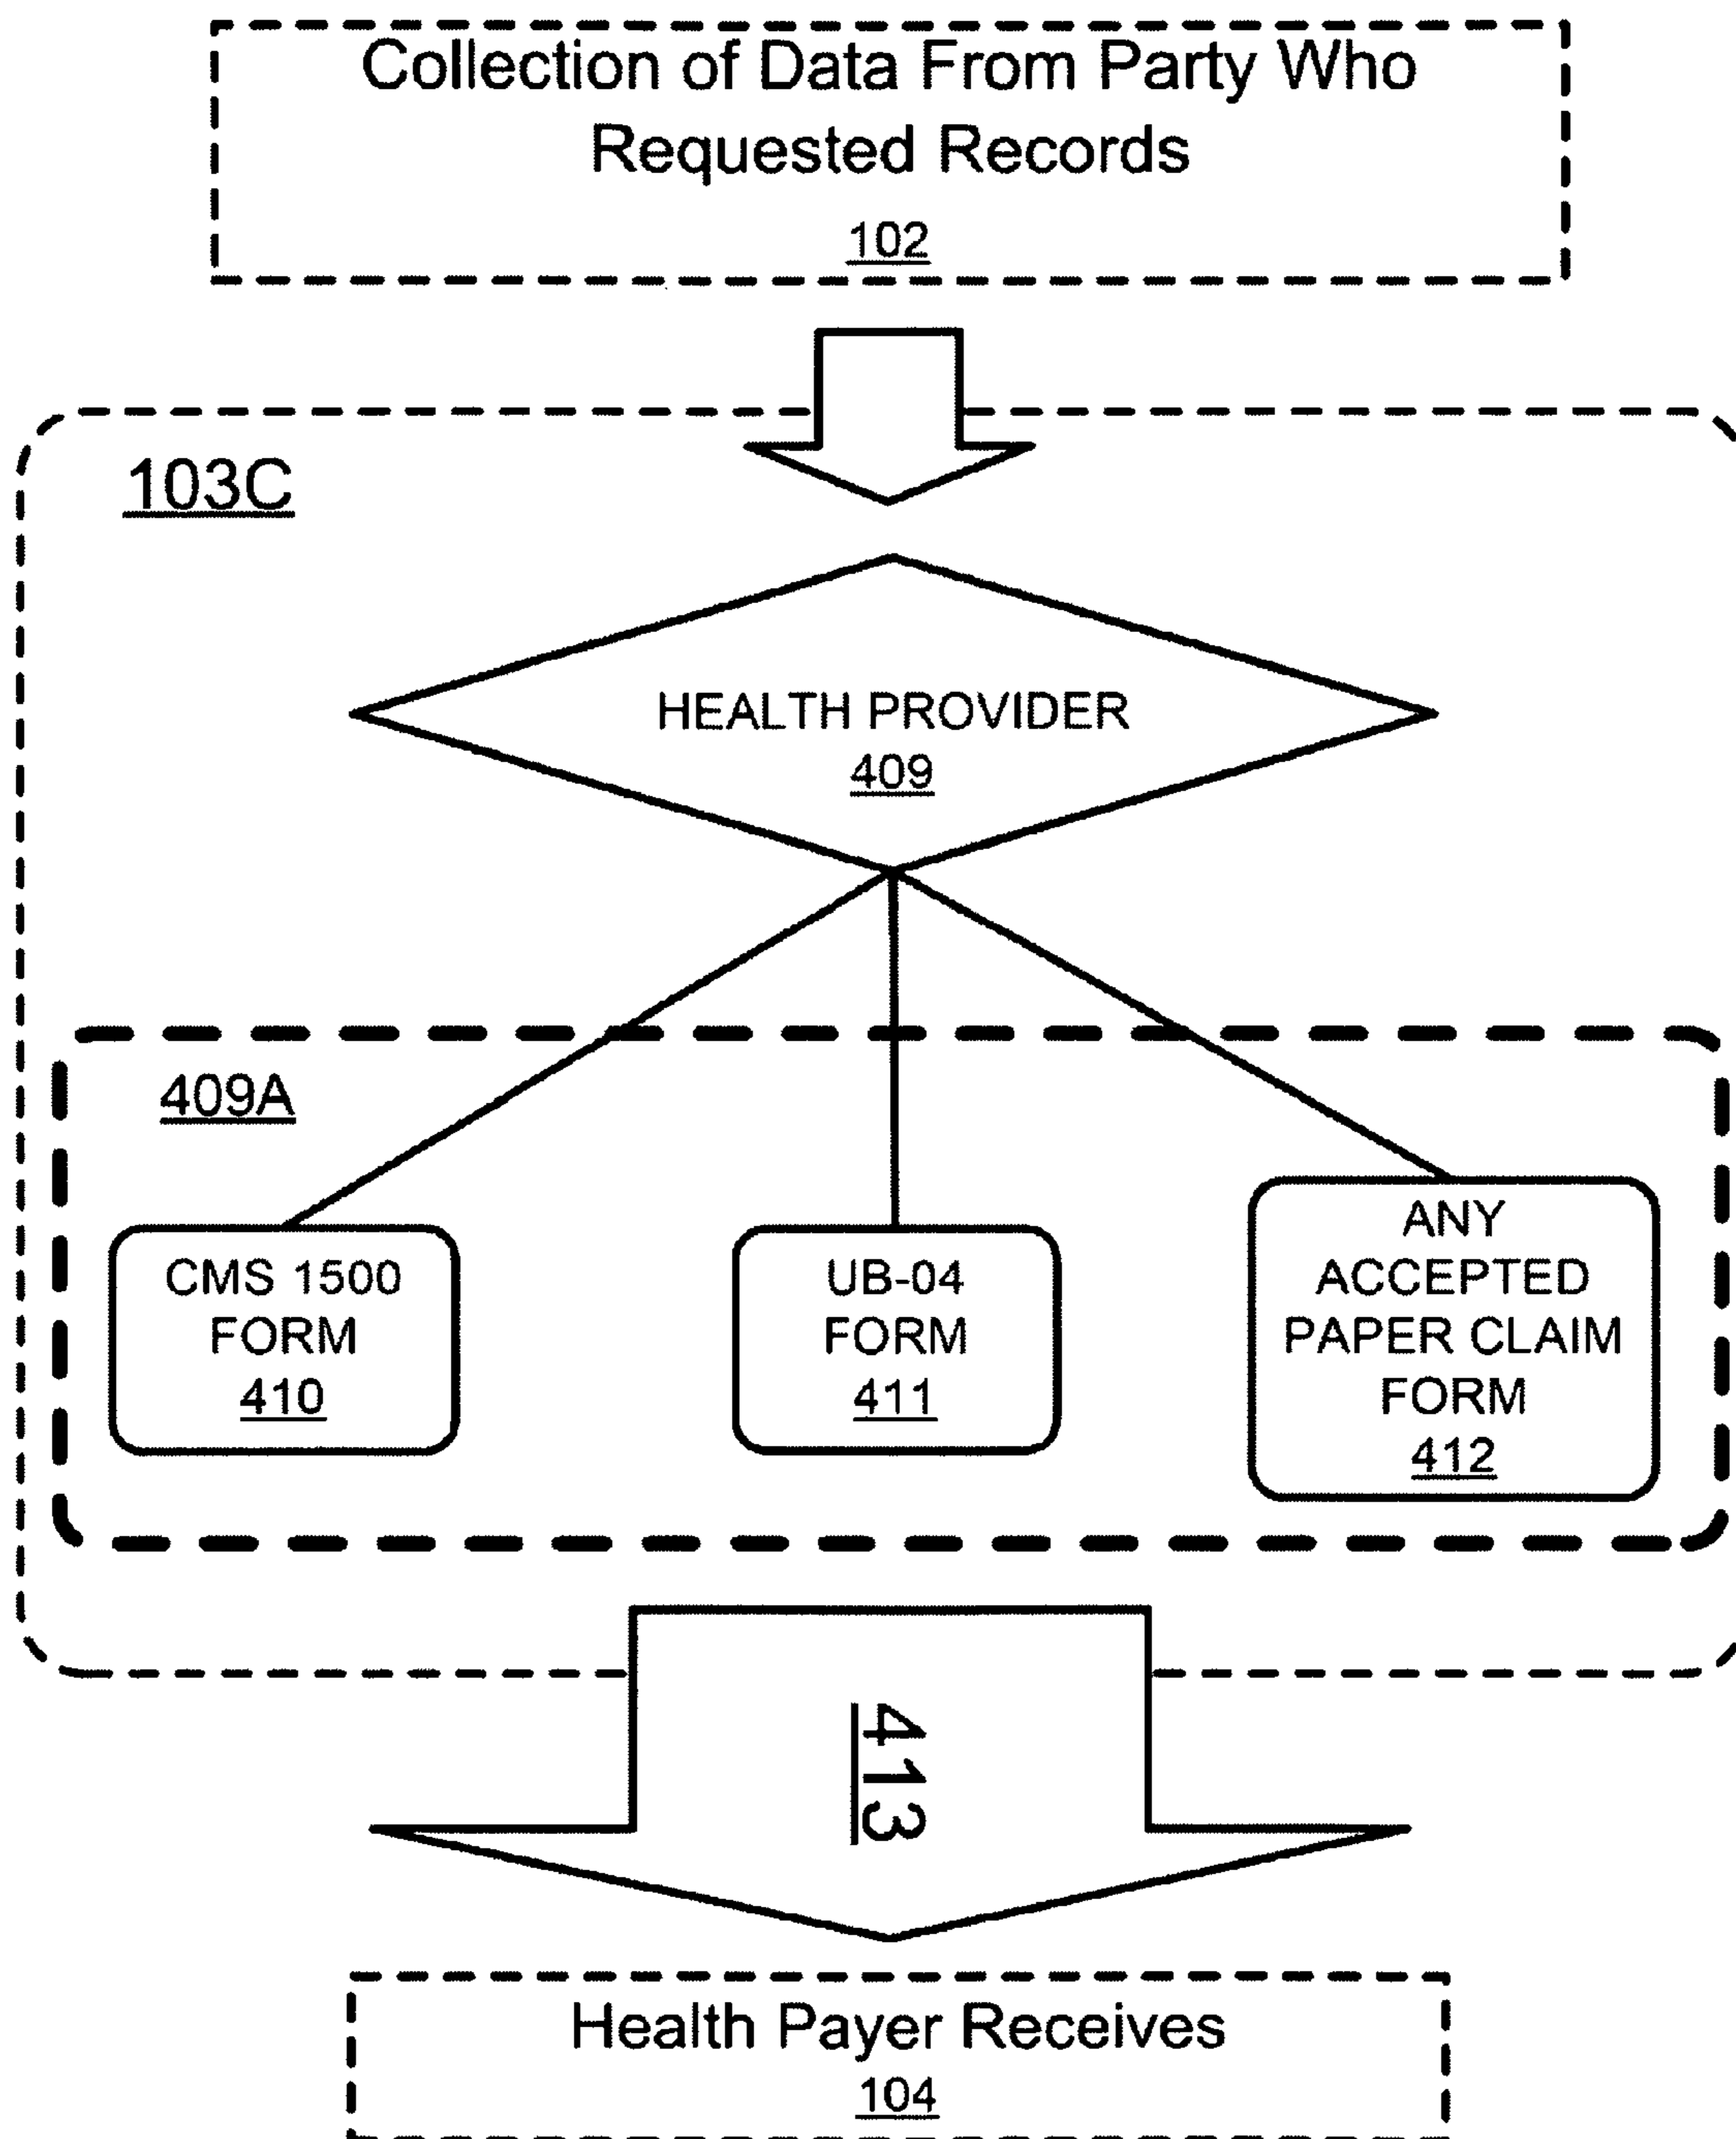 Collection of Data From Party Who
Requested Records
102
103C
HEALTH PROVIDER
409
409A
CMS 1500
FORM
410
UB-04
FORM
411
ANY
ACCEPTED
PAPER CLAIM
FORM
412
413
Health Payer Receives
104